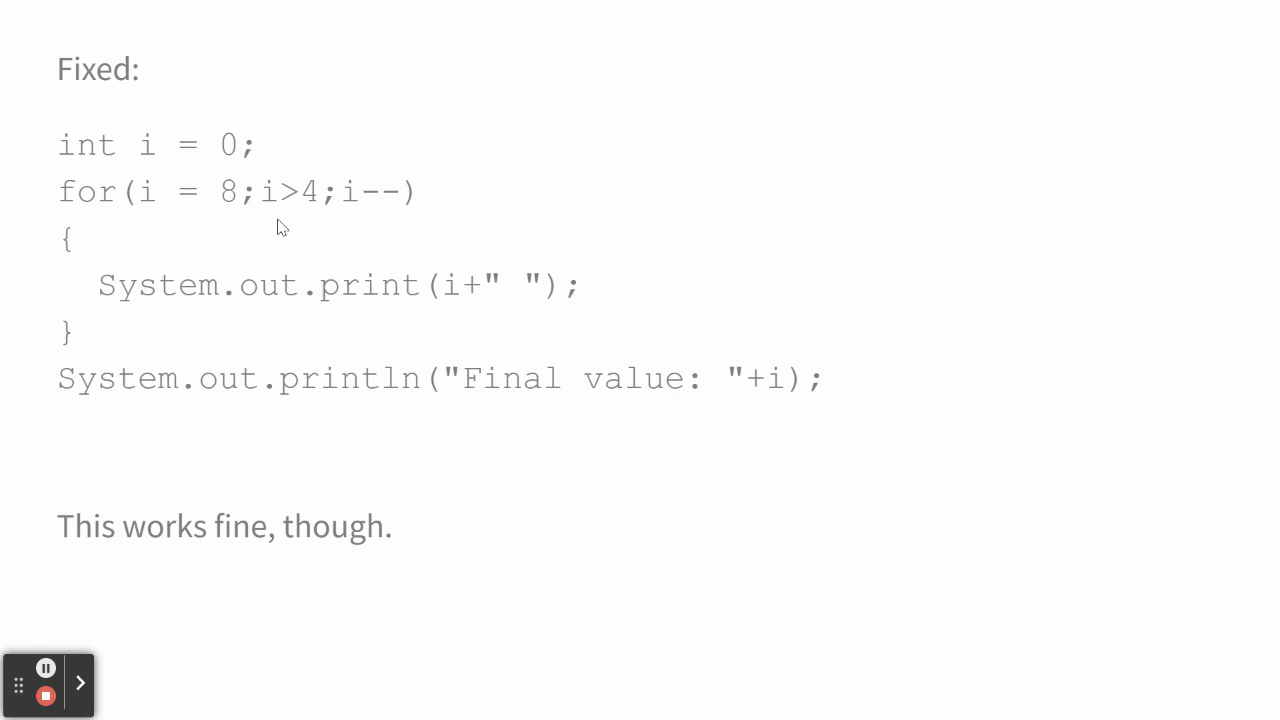 Fixed:
int i = 0;
for(i = 8;i>4;i--)
{
  System.out.print(i+" ");
}
System.out.println("Final value: "+i);
This works fine, though.